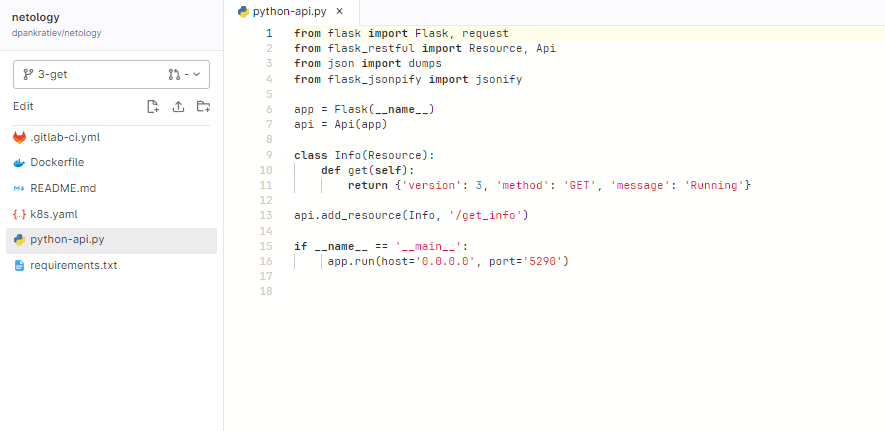 netology
dpankratiev/netology
3-get
-
Edit
.gitlab-ci.yml
Dockerfile
README.md
k8s.yaml
python-api.py
requirements.txt
python-api.py ×
1 from flask import Flask, request
2 from flask_restful import Resource, Api
3 from json import dumps
4 from flask_jsonpify import jsonify
5
6 app = Flask(__name__)
7 api = Api(app)
8
9 class Info(Resource):
10     def get(self):
11         return {'version': 3, 'method': 'GET', 'message': 'Running'}
12
13 api.add_resource(Info, '/get_info')
14
15 if __name__ == '__main__':
16      app.run(host='0.0.0.0', port='5290')
17
18